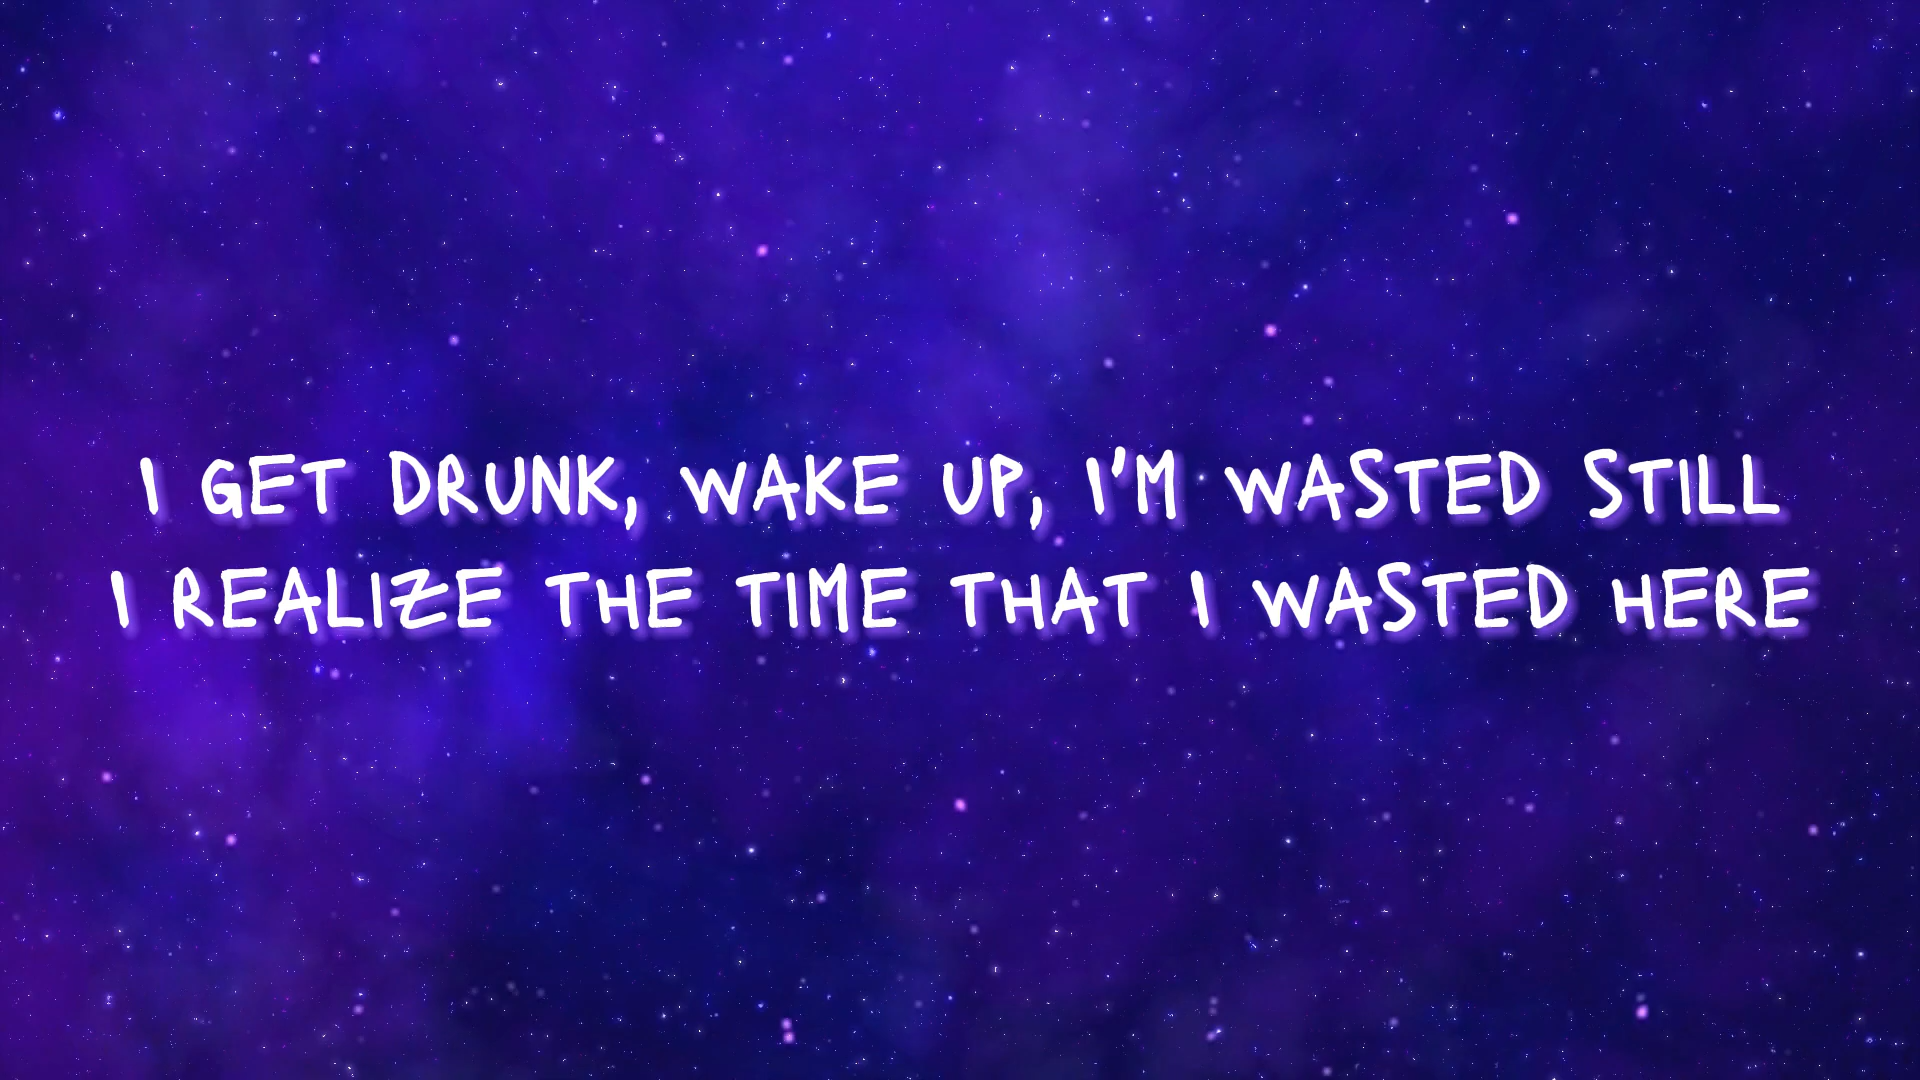 I GET DRUNK, WAKE UP, I'M WASTED STILL
I REALIZE THE TIME THAT I WASTED HERE